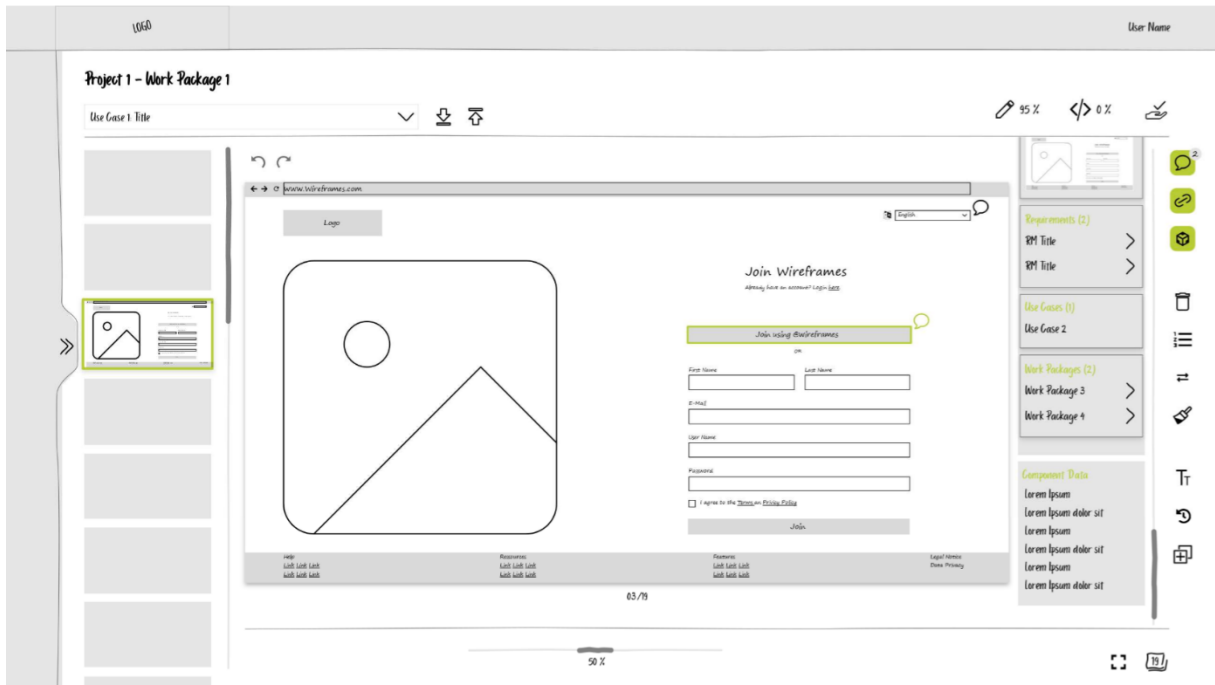 LOGO
User Name
Project 1 - Work Package 1
Use Case 1 Title
95 %
</> 0 %
www.Wireframes.com
Logo
English
Join Wireframes
Already have an account? Login here
Join using @wireframes
OR
First Name
Last Name
E-Mail
User Name
Password
I agree to the Terms an Privacy Policy
Join
Help
Link Link Link
Link Link Link
Resources
Link Link Link
Link Link Link
Features
Link Link Link
Link Link Link
Legal Notice
Data Privacy
03/19
50 %
Requirements (2)
RM Title
RM Title
Use Cases (1)
Use Case 2
Work Packages (2)
Work Package 3
Work Package 4
Component Data
Lorem Ipsum
Lorem Ipsum dolor sit
Lorem Ipsum
Lorem Ipsum dolor sit
Lorem Ipsum
Lorem Ipsum dolor sit
2
1
2
3
TT
19